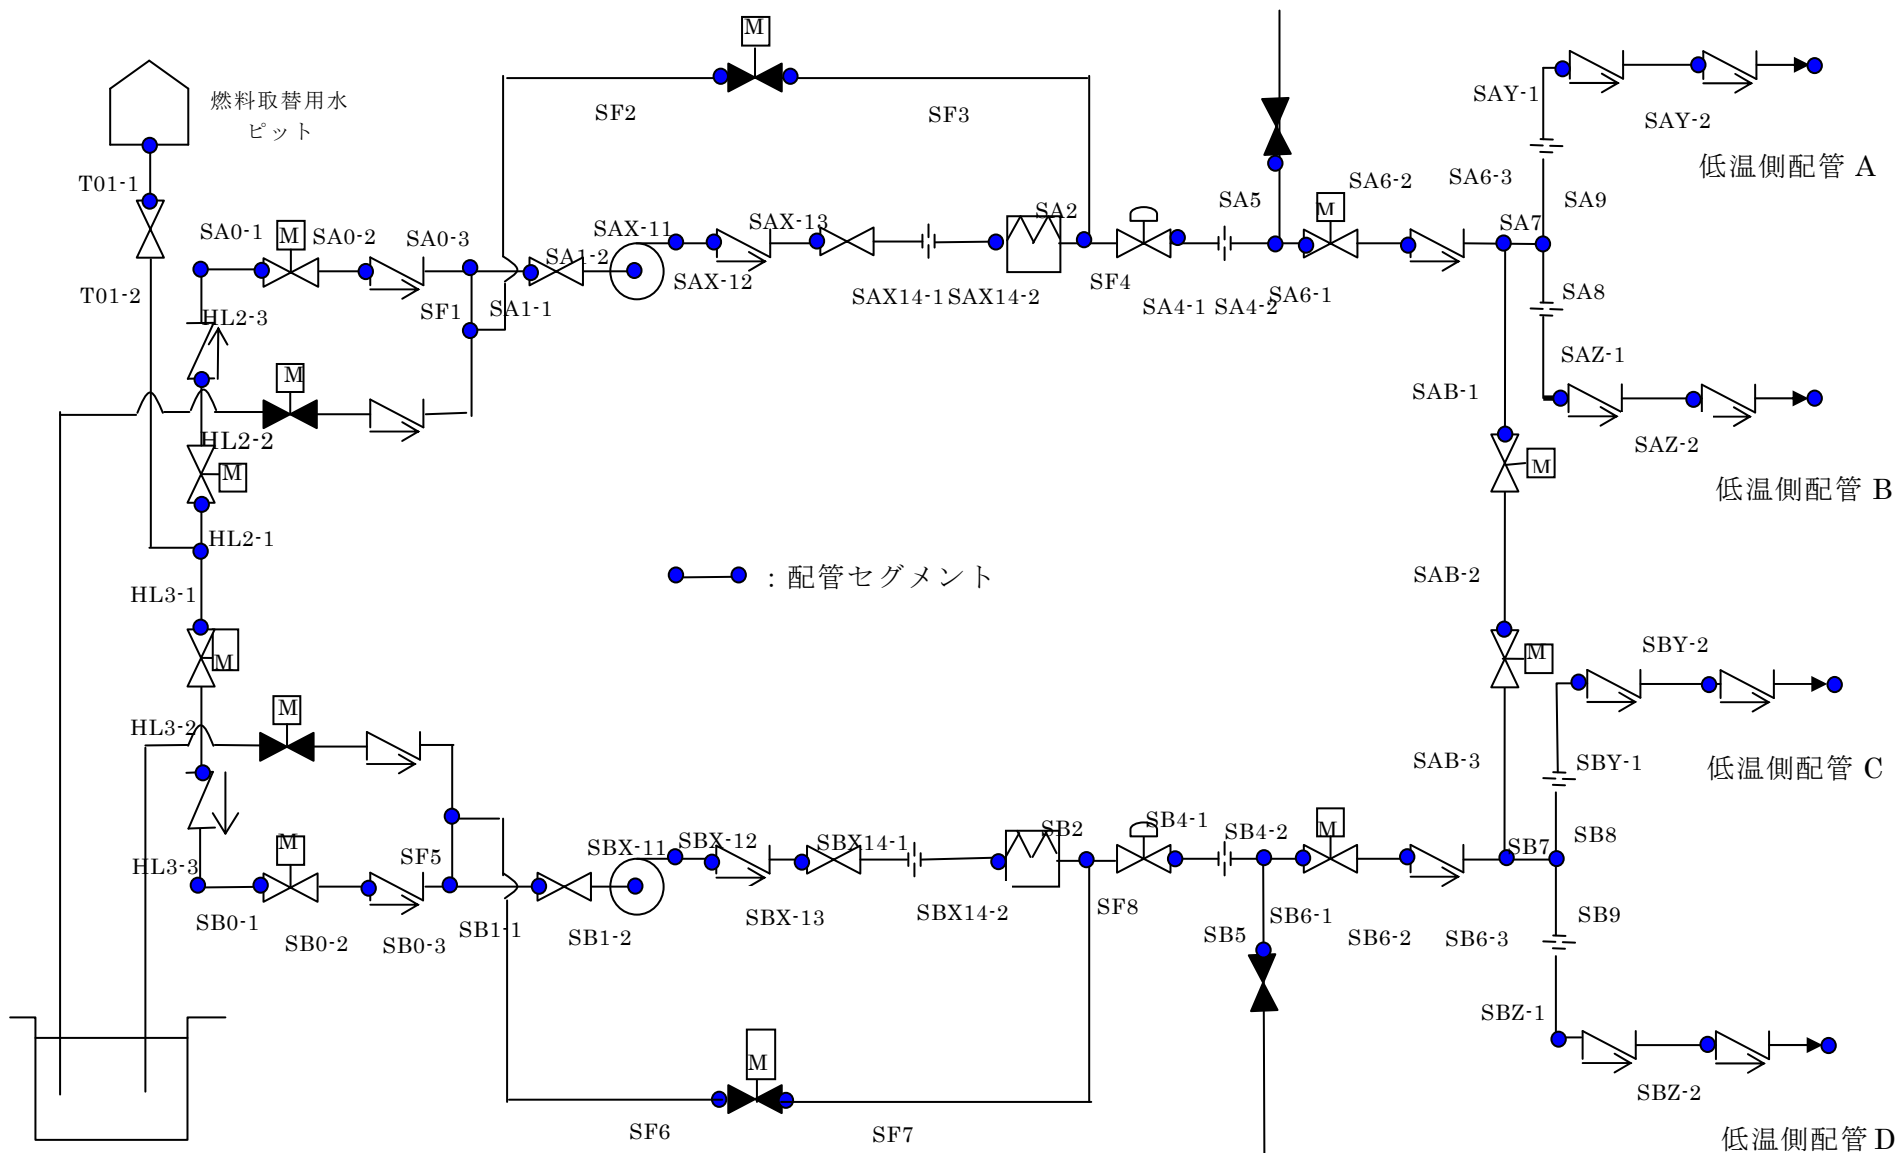 M
燃料取替用水
ピット
SF2
SF3
SAY-1
SAY-2
低温側配管 A
T01-1
T01-2
SA0-1
M
SA0-2
SA0-3
SAX-11
SAX-13
SA2
SA5
SA6-2
M
SA6-3
SA7
SA9
SA1-2
SAX-12
SF4
HL2-3
SF1
SA1-1
SAX14-1
SAX14-2
SA4-1
SA4-2
SA6-1
SA8
SAZ-1
M
SAB-1
HL2-2
M
SAZ-2
M
低温側配管 B
HL2-1
: 配管セグメント
SAB-2
HL3-1
M
SBY-2
M
HL3-2
M
SAB-3
SBY-1
低温側配管 C
HL3-3
M
SF5
SBX-11
SBX-12
SBX14-1
SB2
SB4-1
SB4-2
M
SB7
SB8
SB0-1
SB0-2
SB0-3
SB1-1
SB1-2
SBX-13
SBX14-2
SF8
SB5
SB6-1
SB6-2
SB6-3
SB9
SBZ-1
M
SBZ-2
SF6
SF7
低温側配管 D